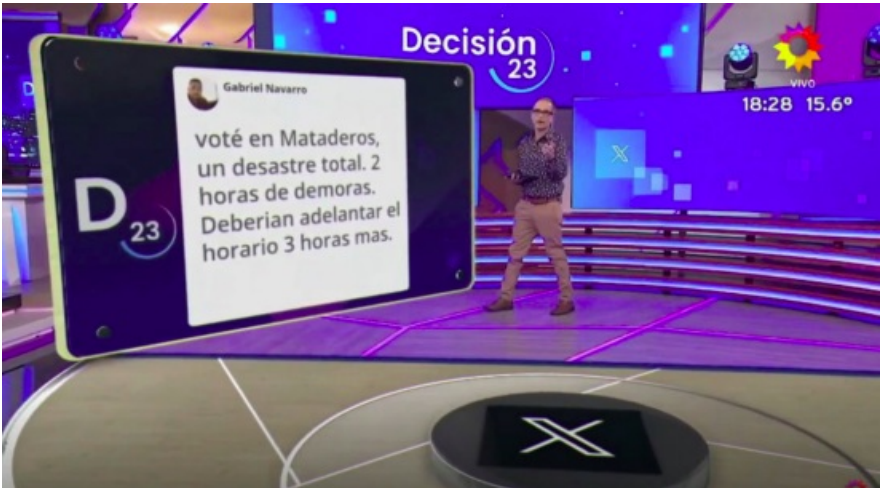 Decisión
23
VIVO
18:28 15.6°
Gabriel Navarro
voté en Mataderos,
un desastre total. 2
horas de demoras.
Deberian adelantar el
horario 3 horas mas.
D
23
X
X